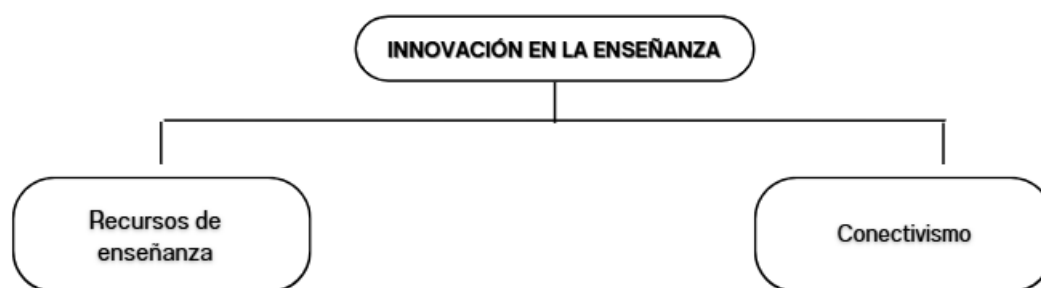 INNOVACIÓN EN LA ENSEÑANZA
Recursos de
enseñanza
Conectivismo